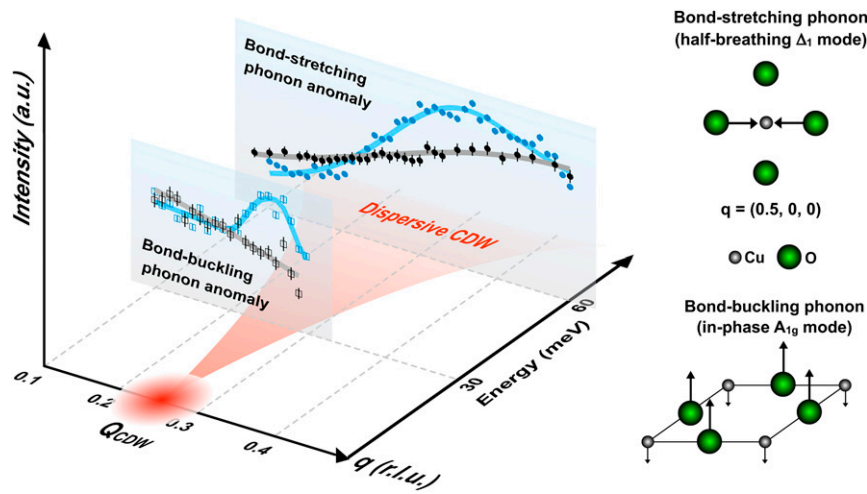 Intensity (a.u.)
Bond-stretching
phonon anomaly
Bond-buckling
phonon anomaly
Dispersive CDW
0.1
0.2
0.3
0.4
QCDW
q (r.l.u.)
30
60
Energy (meV)
Bond-stretching phonon
(half-breathing Δ1 mode)
q = (0.5, 0, 0)
Cu
O
Bond-buckling phonon
(in-phase A1g mode)